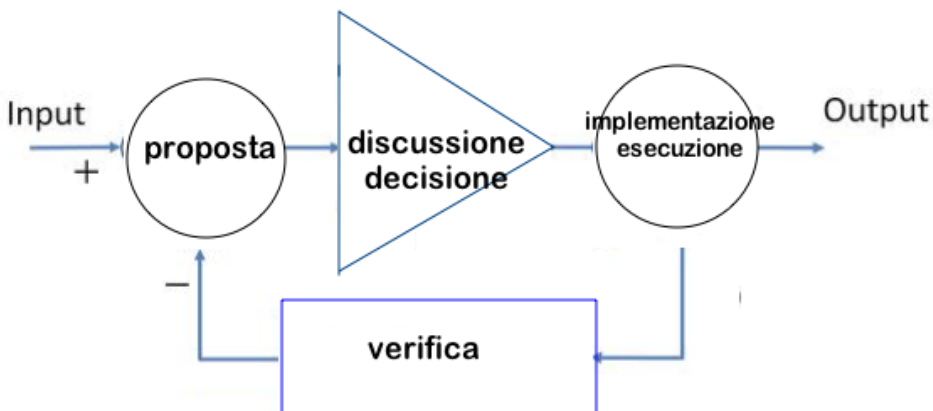 Input
+
proposta
discussione
decisione
implementazione
esecuzione
Output
−
verifica